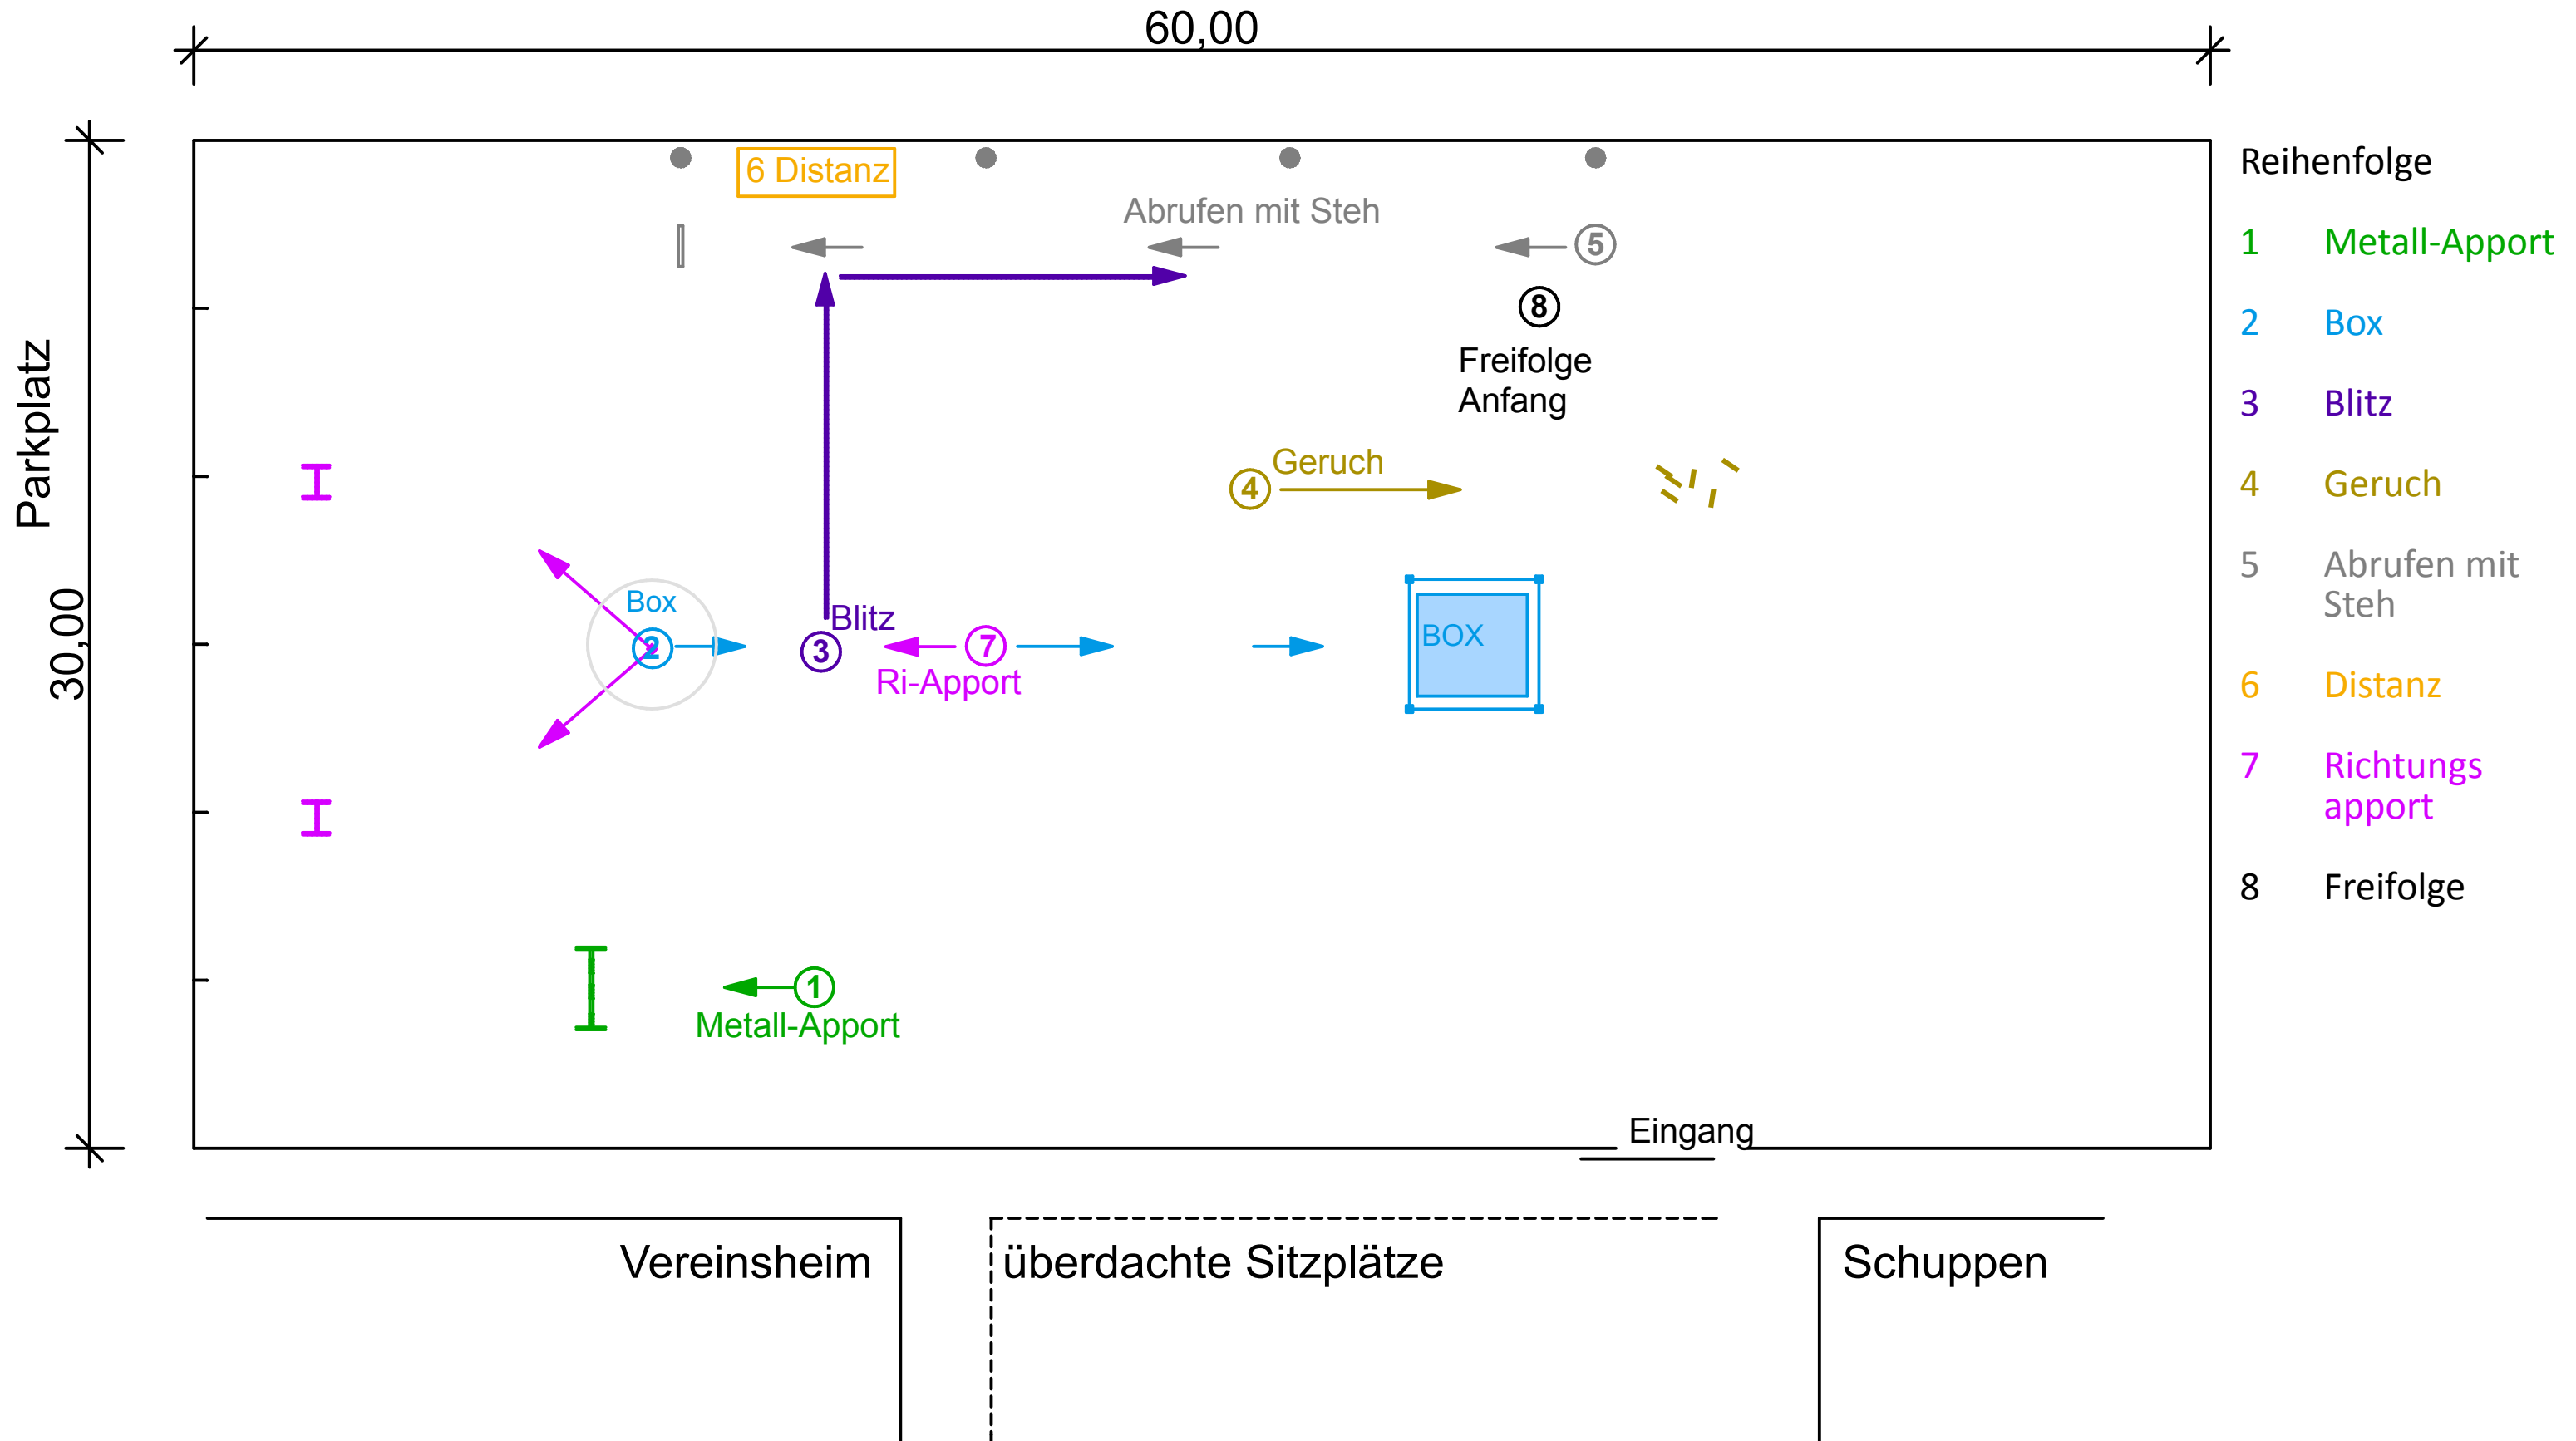 60,00
Parkplatz
30,00
6 Distanz
Abrufen mit Steh
5
8
Freifolge
Anfang
Geruch
4
Box
2
Blitz
3
7
Ri-Apport
BOX
1
Metall-Apport
Eingang
Vereinsheim
überdachte Sitzplätze
Schuppen
Reihenfolge
1 Metall-Apport
2 Box
3 Blitz
4 Geruch
5 Abrufen mit
Steh
6 Distanz
7 Richtungs
apport
8 Freifolge